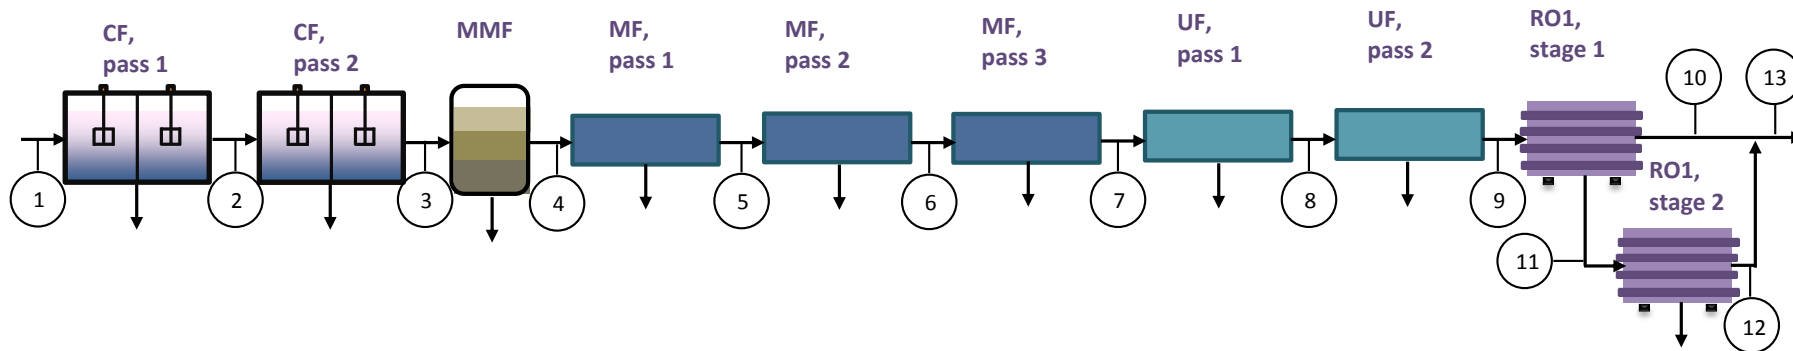 CF,
pass 1
CF,
pass 2
MMF
MF,
pass 1
MF,
pass 2
MF,
pass 3
UF,
pass 1
UF,
pass 2
RO1,
stage 1
10
13
RO1,
stage 2
1
2
3
4
5
6
7
8
9
11
12